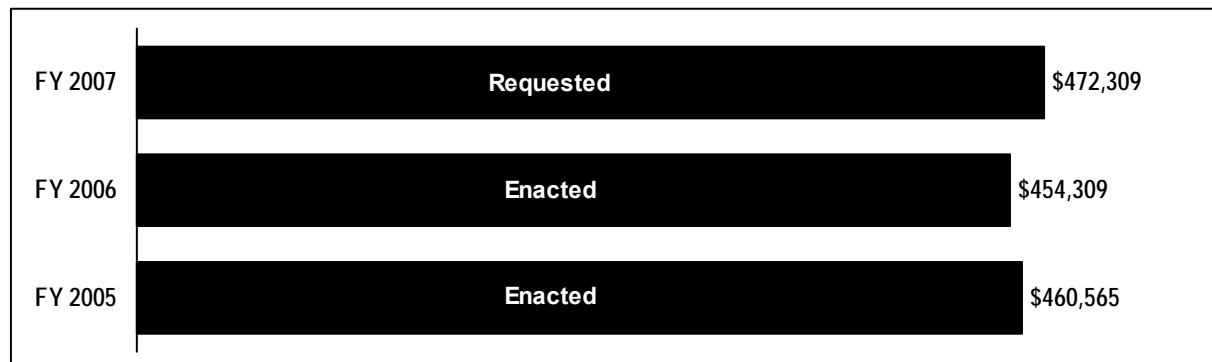 FY 2007 Requested $472,309
FY 2006 Enacted $454,309
FY 2005 Enacted $460,565